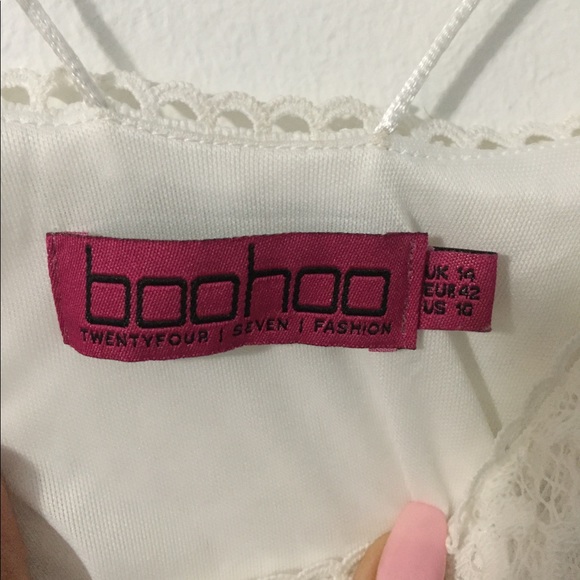 boohoo
TWENTYFOUR | SEVEN | FASHION
UK 14
EUR 42
US 10